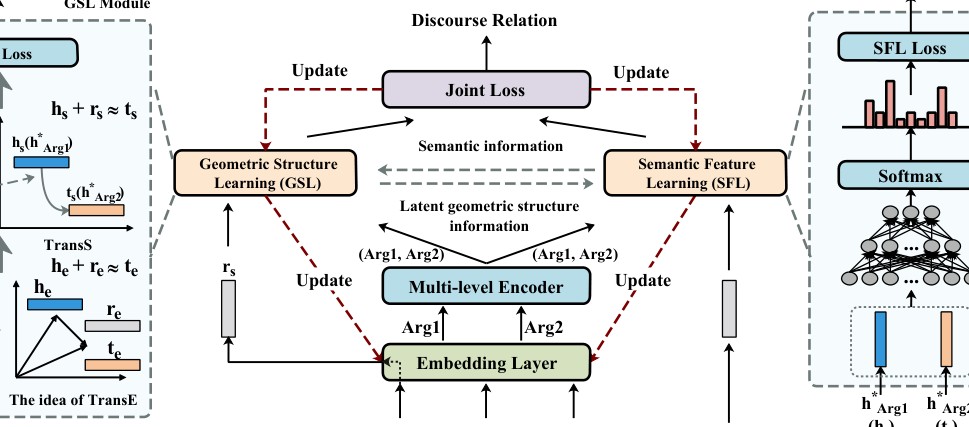 GSL Module
Loss
hs + rs ≈ ts
hs(h*Arg1)
ts(h*Arg2)
TransS
he + re ≈ te
he
re
te
The idea of TransE
Discourse Relation
Update
Joint Loss
Update
Geometric Structure
Learning (GSL)
Semantic information
Semantic Feature
Learning (SFL)
Latent geometric structure
information
(Arg1, Arg2)
(Arg1, Arg2)
rs
Update
Multi-level Encoder
Update
Arg1
Arg2
Embedding Layer
SFL Loss
Softmax
...
...
h*Arg1
h*Arg2